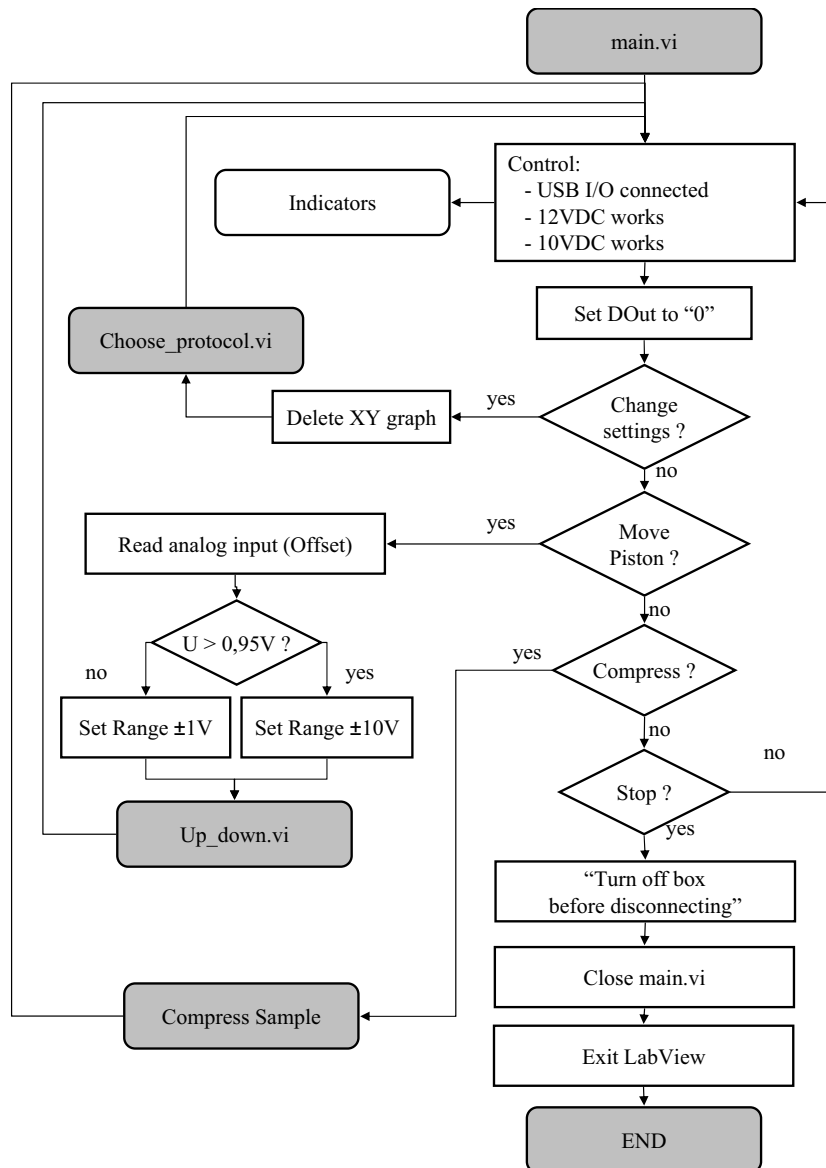 main.vi
Control:
- USB I/O connected
- 12VDC works
- 10VDC works
Indicators
Set DOut to “0”
Choose_protocol.vi
Change
settings ?
yes
Delete XY graph
no
Move
Piston ?
yes
Read analog input (Offset)
no
U > 0,95V ?
no
yes
Set Range ±1V
Set Range ±10V
Up_down.vi
Compress ?
yes
no
Stop ?
no
yes
“Turn off box
before disconnecting”
Close main.vi
Compress Sample
Exit LabView
END